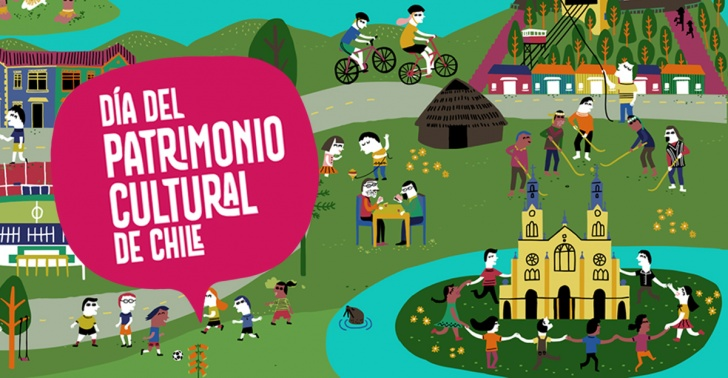 DÍA DEL
PATRIMONIO
CULTURAL
DE CHILE